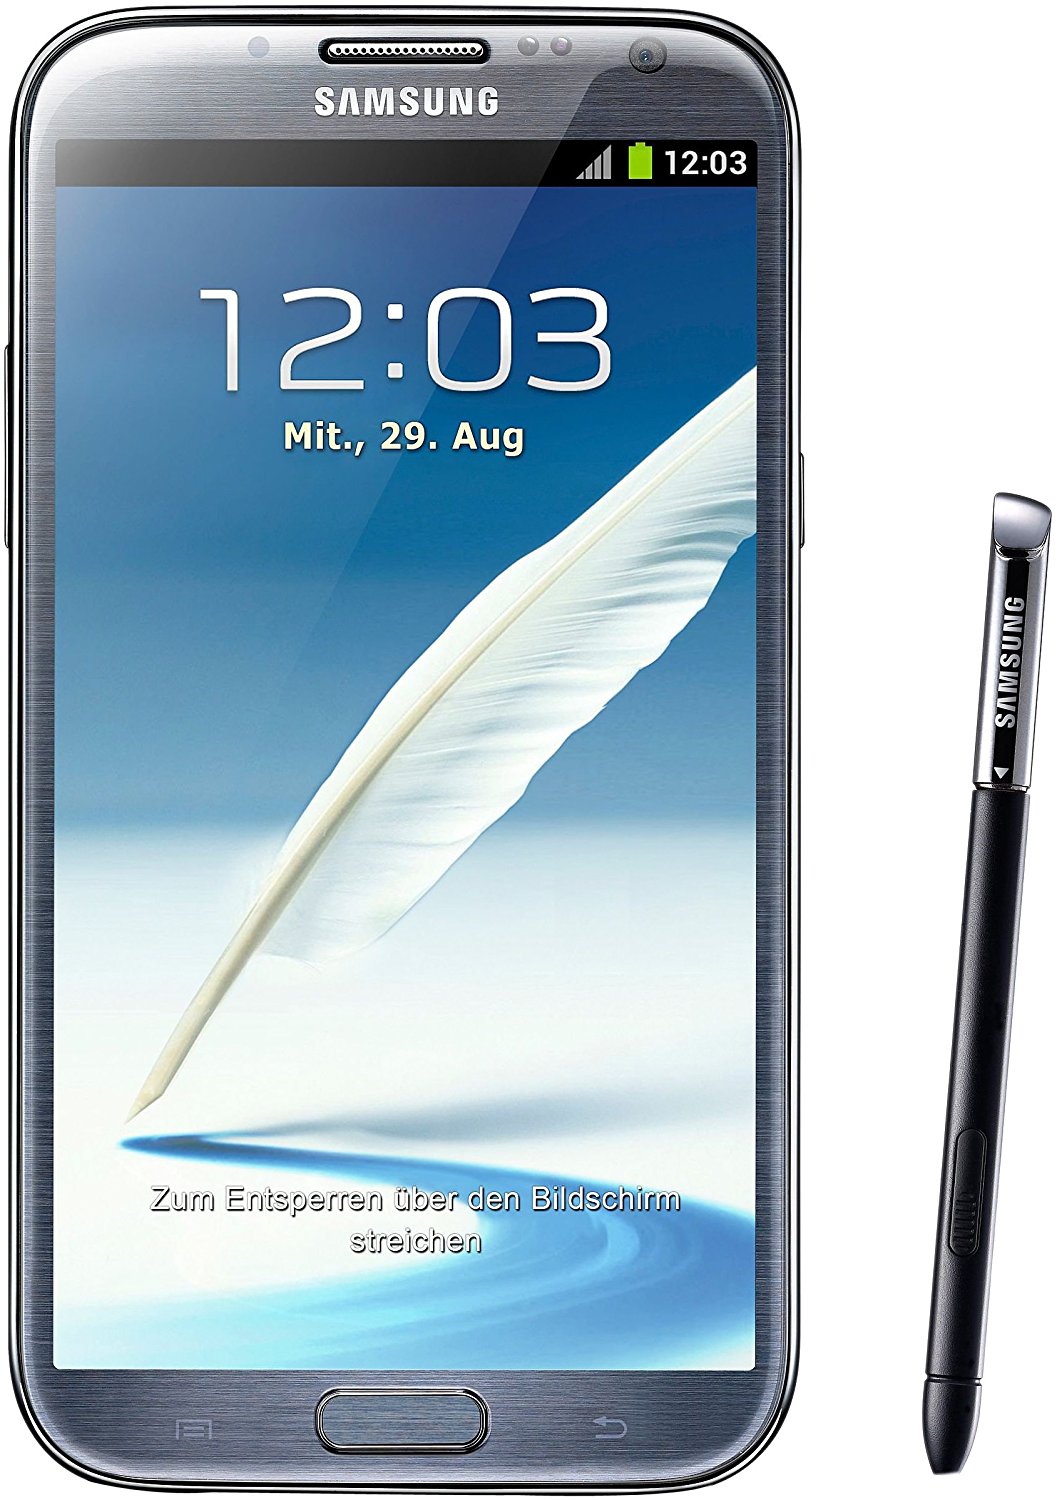 SAMSUNG
12:03
12:03
Mit., 29. Aug
Zum Entsperren über den Bildschirm
streichen
SAMSUNG